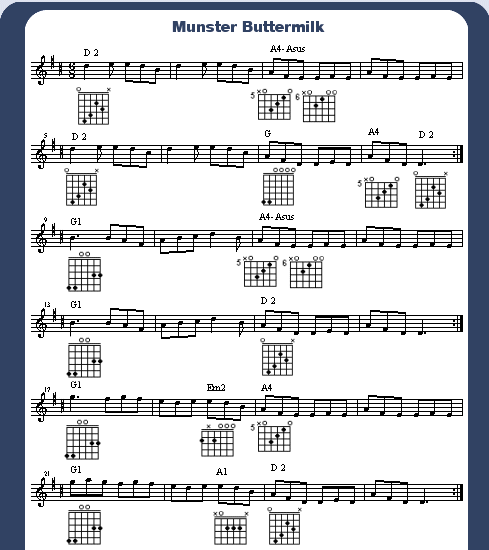 Munster Buttermilk
D 2 A4- Asus
5 6
5
D 2 G A4 D 2
5
9
G1 A4- Asus
5 6
13
G1 D 2
17
G1 Em2 A4
5
21
G1 A1 D 2